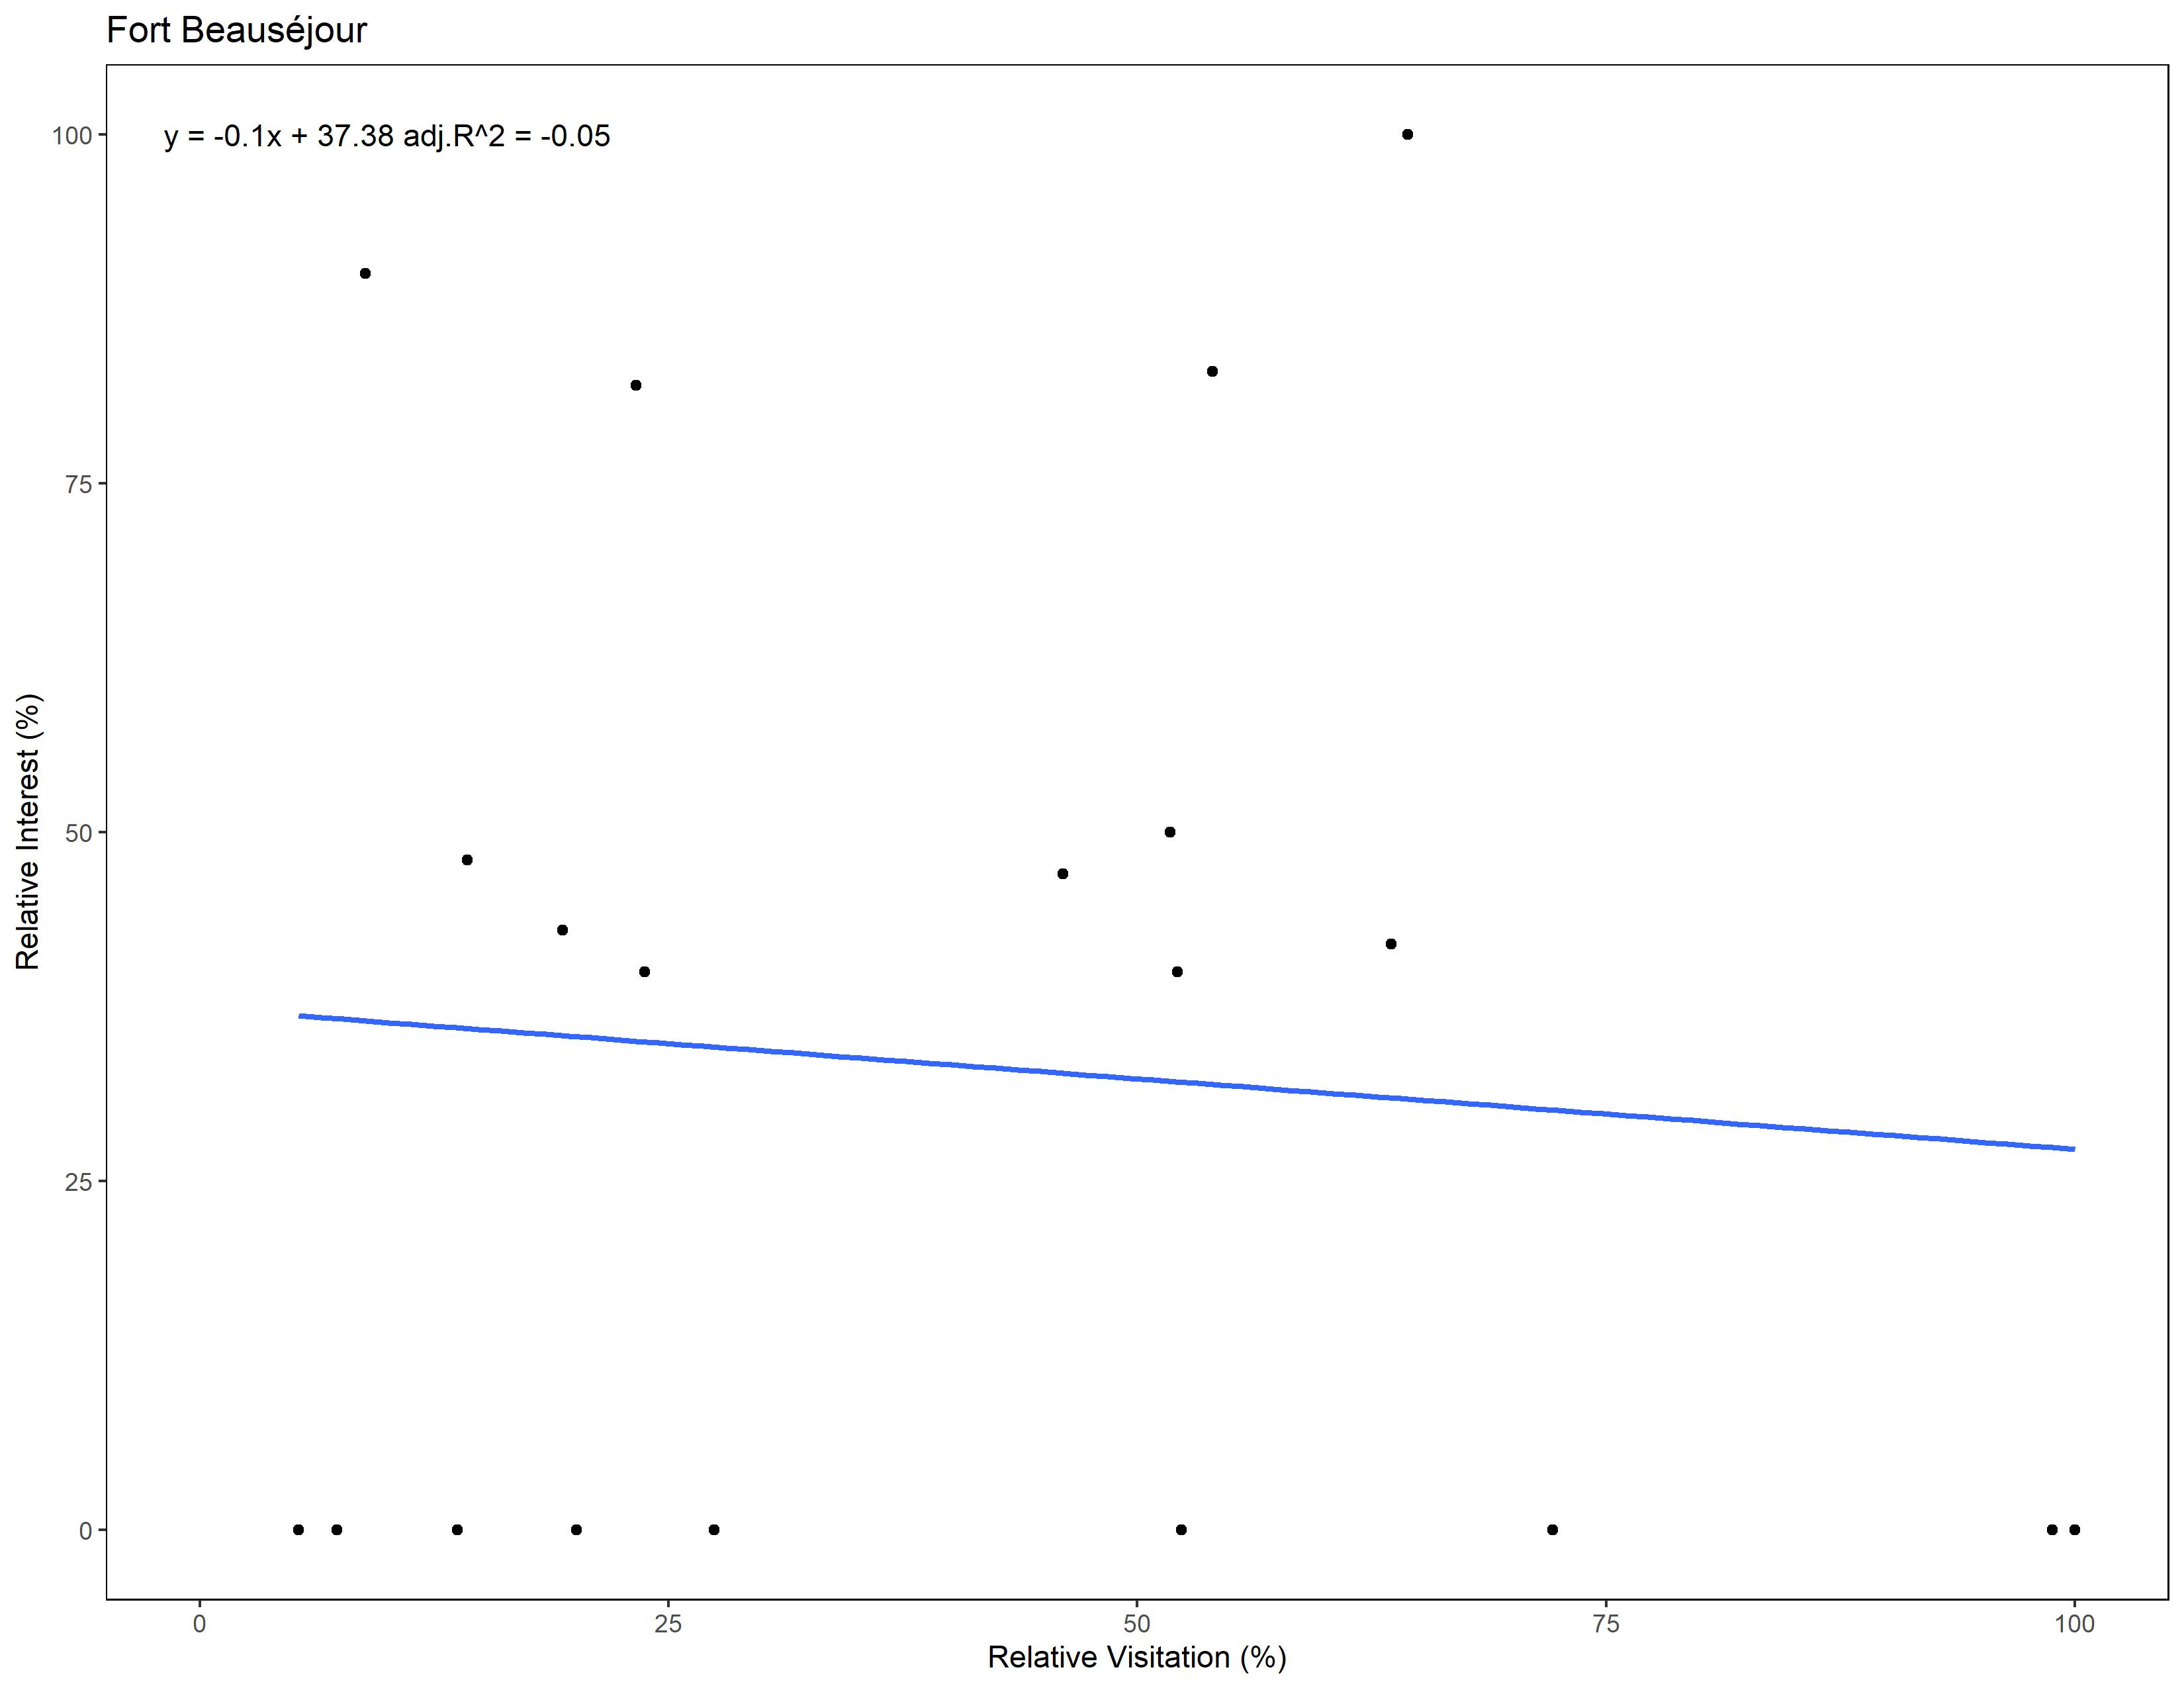 Fort Beauséjour
y = -0.1x + 37.38 adj.R^2 = -0.05
100
75
50
25
0
Relative Interest (%)
0 25 50 75 100
Relative Visitation (%)